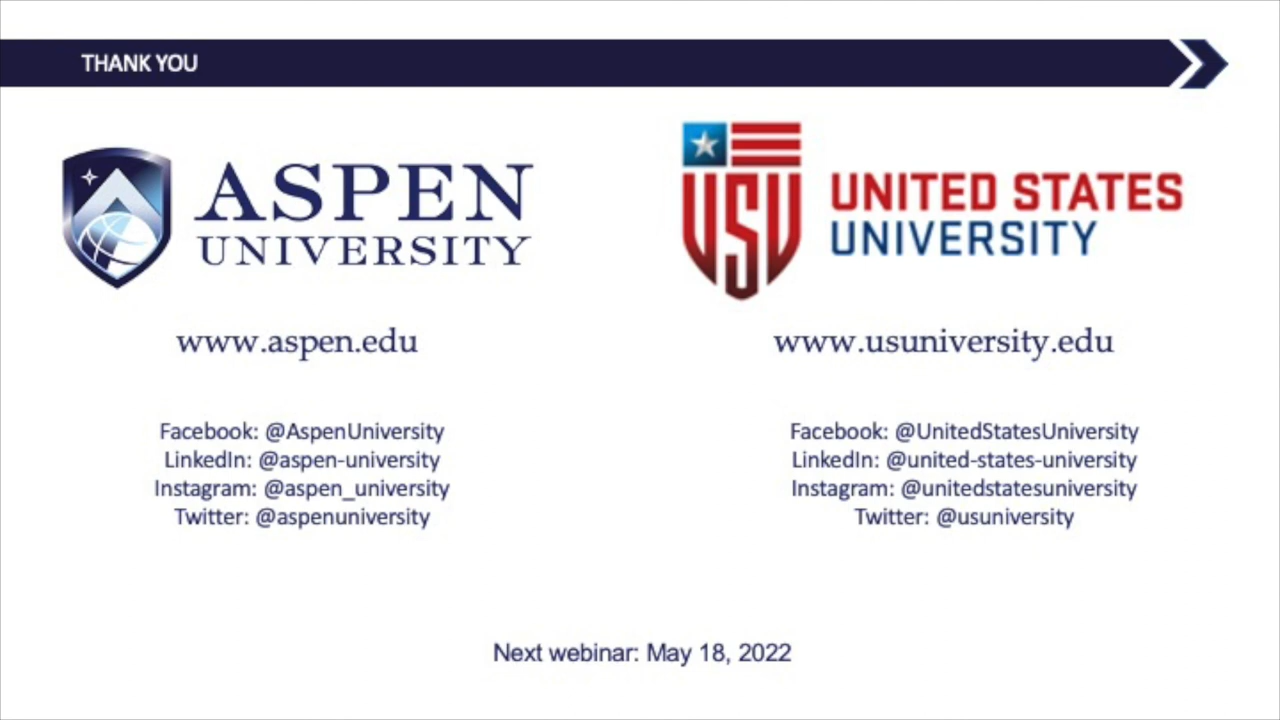 THANK YOU
ASPEN
UNIVERSITY
www.aspen.edu
Facebook: @AspenUniversity
LinkedIn: @aspen-university
Instagram: @aspen_university
Twitter: @aspenuniversity
USU
UNITED STATES
UNIVERSITY
www.usuniversity.edu
Facebook: @UnitedStatesUniversity
LinkedIn: @united-states-university
Instagram: @unitedstatesuniversity
Twitter: @usuniversity
Next webinar: May 18, 2022